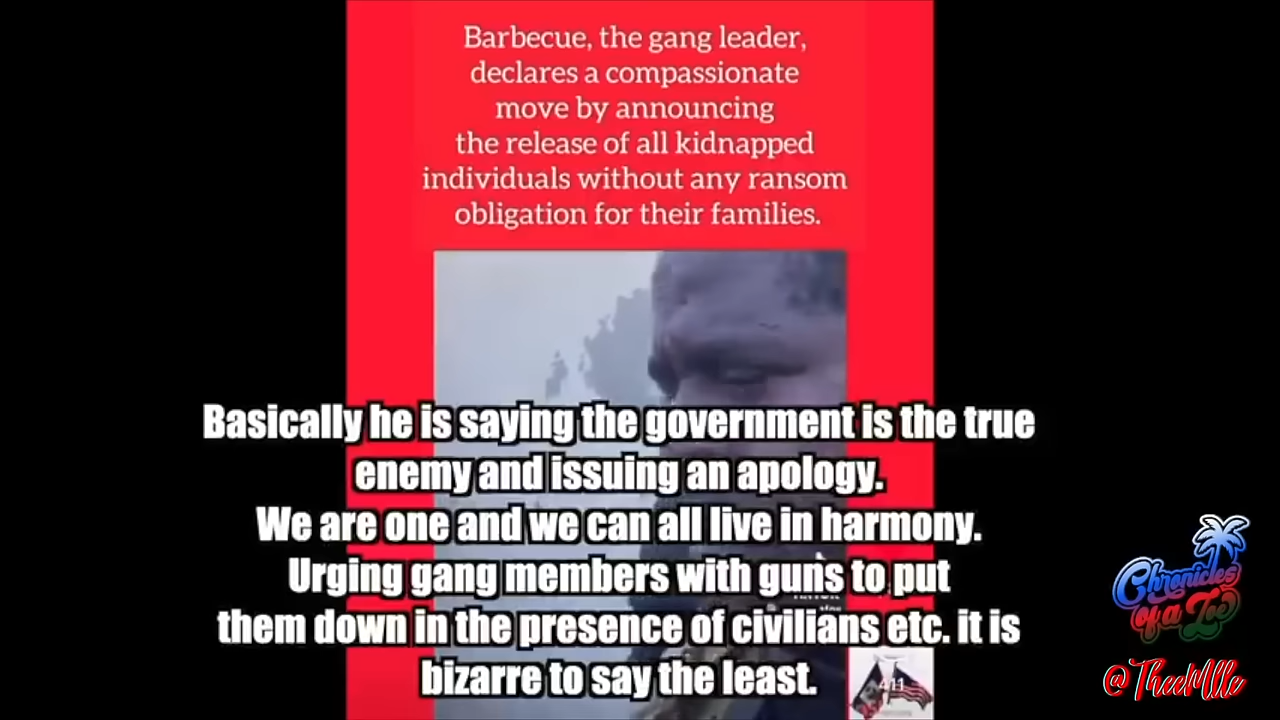 Barbecue, the gang leader,
declares a compassionate
move by announcing
the release of all kidnapped
individuals without any ransom
obligation for their families.
Basically he is saying the government is the true
enemy and issuing an apology.
We are one and we can all live in harmony.
Urging gang members with guns to put
them down in the presence of civilians etc. it is
bizarre to say the least.
Chronicles
of a Zoe
411
@TheeMlle